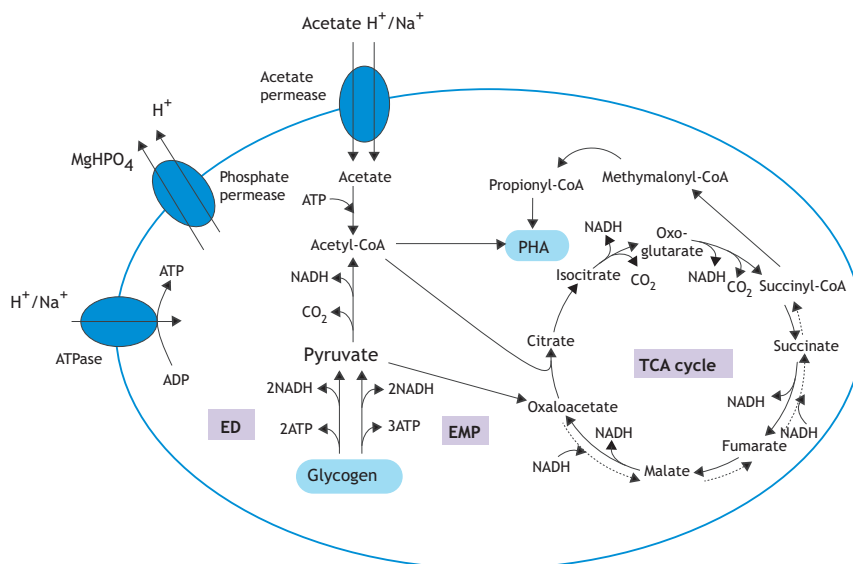 Acetate H+/Na+
Acetate
permease
H+
MgHPO4
Phosphate
permease
Acetate
Propionyl-CoA
Methymalonyl-CoA
ATP
NADH
Oxo-
glutarate
Acetyl-CoA
PHA
ATP
NADH
Isocitrate
CO2
NADH
CO2
Succinyl-CoA
H+/Na+
CO2
Citrate
Succinate
ATPase
Pyruvate
TCA cycle
ADP
2NADH
2NADH
NADH
Oxaloacetate
ED
2ATP
3ATP
EMP
NADH
NADH
Fumarate
Glycogen
NADH
Malate